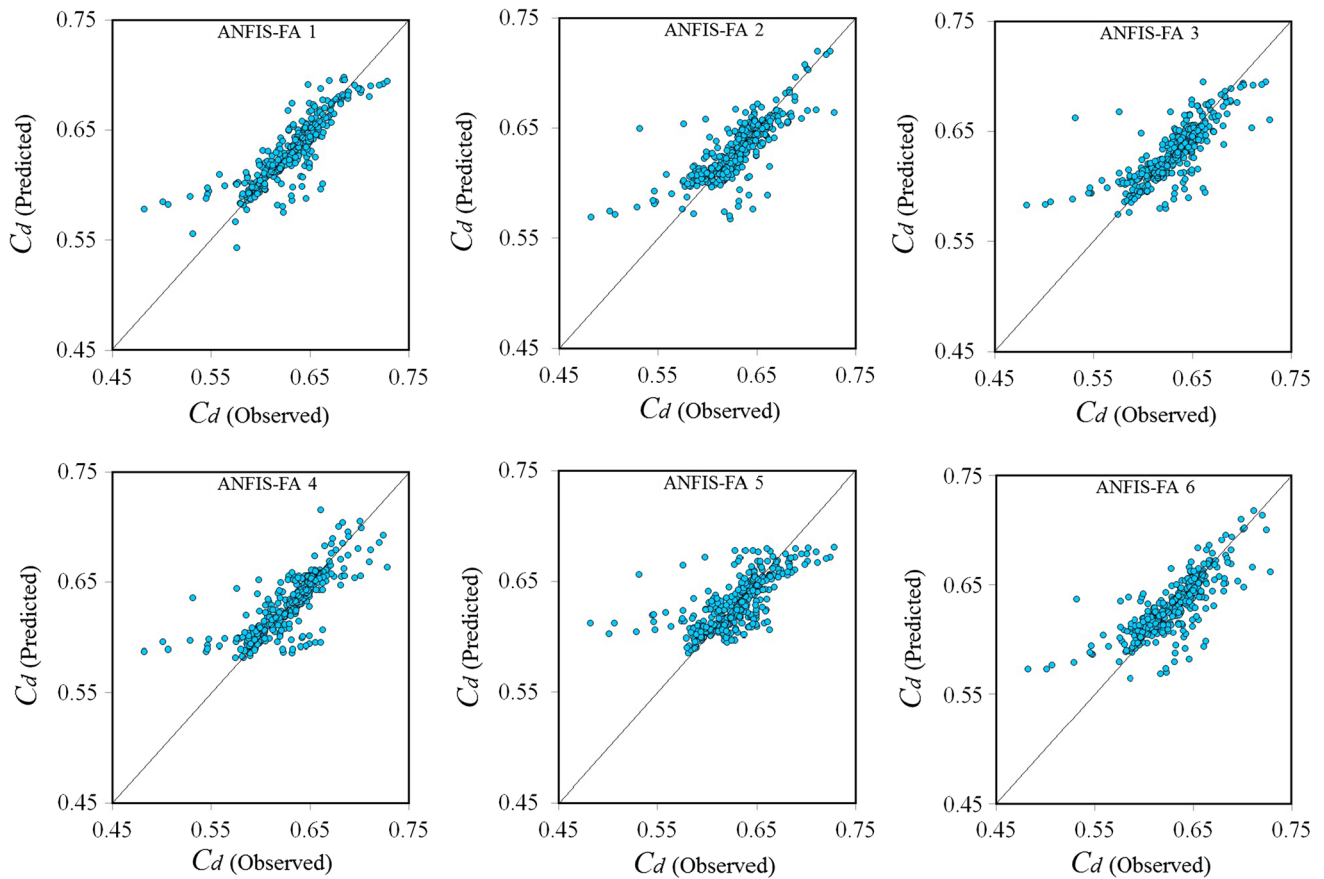 0.75
ANFIS-FA 1
0.65
0.55
0.45
0.45 0.55 0.65 0.75
Cd (Predicted)
Cd (Observed)
0.75
ANFIS-FA 2
0.65
0.55
0.45
0.45 0.55 0.65 0.75
Cd (Predicted)
Cd (Observed)
0.75
ANFIS-FA 3
0.65
0.55
0.45
0.45 0.55 0.65 0.75
Cd (Predicted)
Cd (Observed)
0.75
ANFIS-FA 4
0.65
0.55
0.45
0.45 0.55 0.65 0.75
Cd (Predicted)
Cd (Observed)
0.75
ANFIS-FA 5
0.65
0.55
0.45
0.45 0.55 0.65 0.75
Cd (Predicted)
Cd (Observed)
0.75
ANFIS-FA 6
0.65
0.55
0.45
0.45 0.55 0.65 0.75
Cd (Predicted)
Cd (Observed)